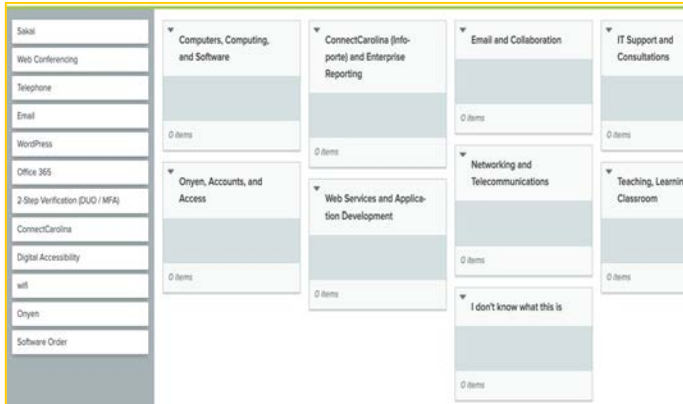 Sakai
Web Conferencing
Telephone
Email
WordPress
Office 365
2-Step Verification (DUO / MFA)
ConnectCarolina
Digital Accessibility
wifi
Onyen
Software Order
Computers, Computing,
and Software
0 items
Onyen, Accounts, and
Access
0 items
ConnectCarolina (Info-
porte) and Enterprise
Reporting
0 items
Web Services and Applica-
tion Development
0 items
Email and Collaboration
0 items
Networking and
Telecommunications
0 items
I don't know what this is
0 items
IT Support and
Consultations
0 items
Teaching, Learnin
Classroom
0 items